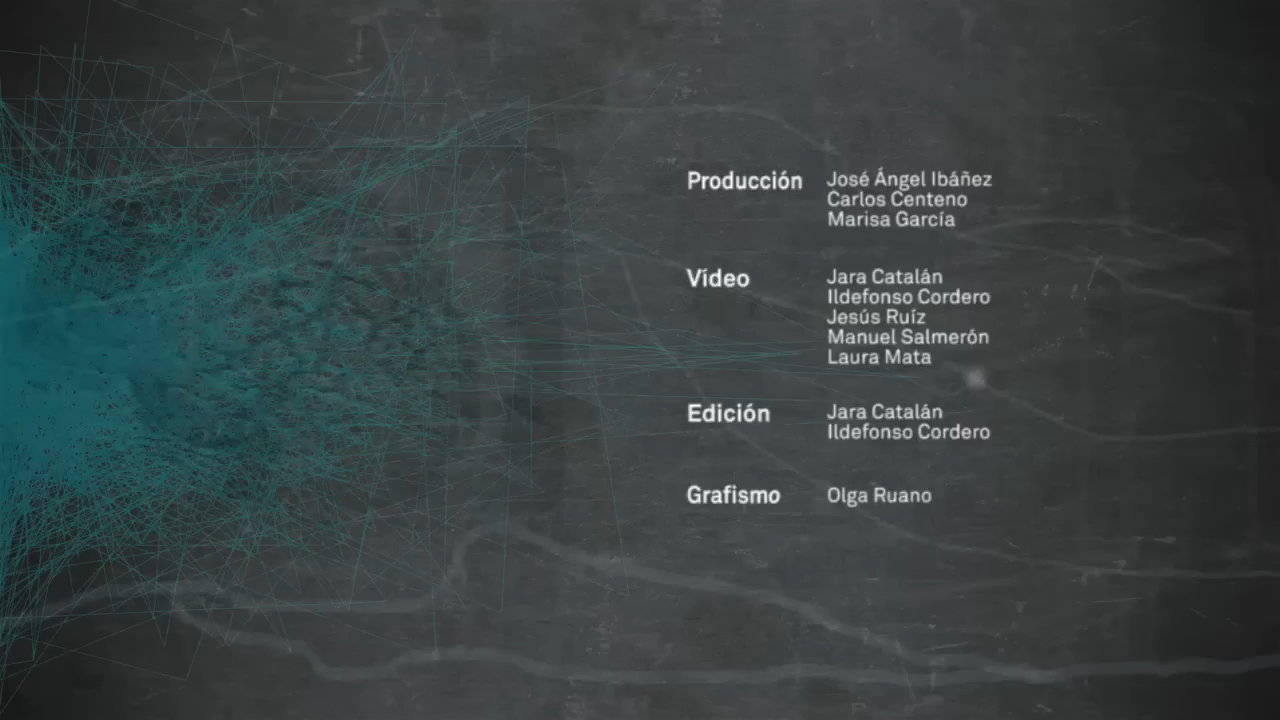 Producción José Ángel Ibáñez
Carlos Centeno
Marisa García
Vídeo Jara Catalán
Ildefonso Cordero
Jesús Ruíz
Manuel Salmerón
Laura Mata
Edición Jara Catalán
Ildefonso Cordero
Grafismo Olga Ruano